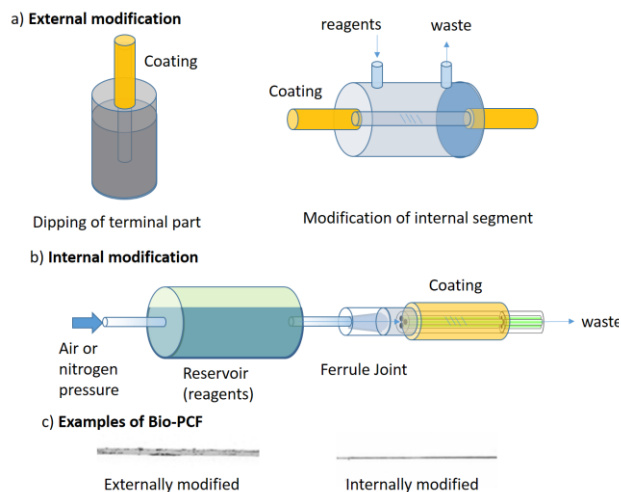 a) External modification
reagents
waste
Coating
Coating
Dipping of terminal part
Modification of internal segment
b) Internal modification
Coating
waste
Air or
nitrogen
pressure
Reservoir
(reagents)
Ferrule Joint
c) Examples of Bio-PCF
Externally modified
Internally modified